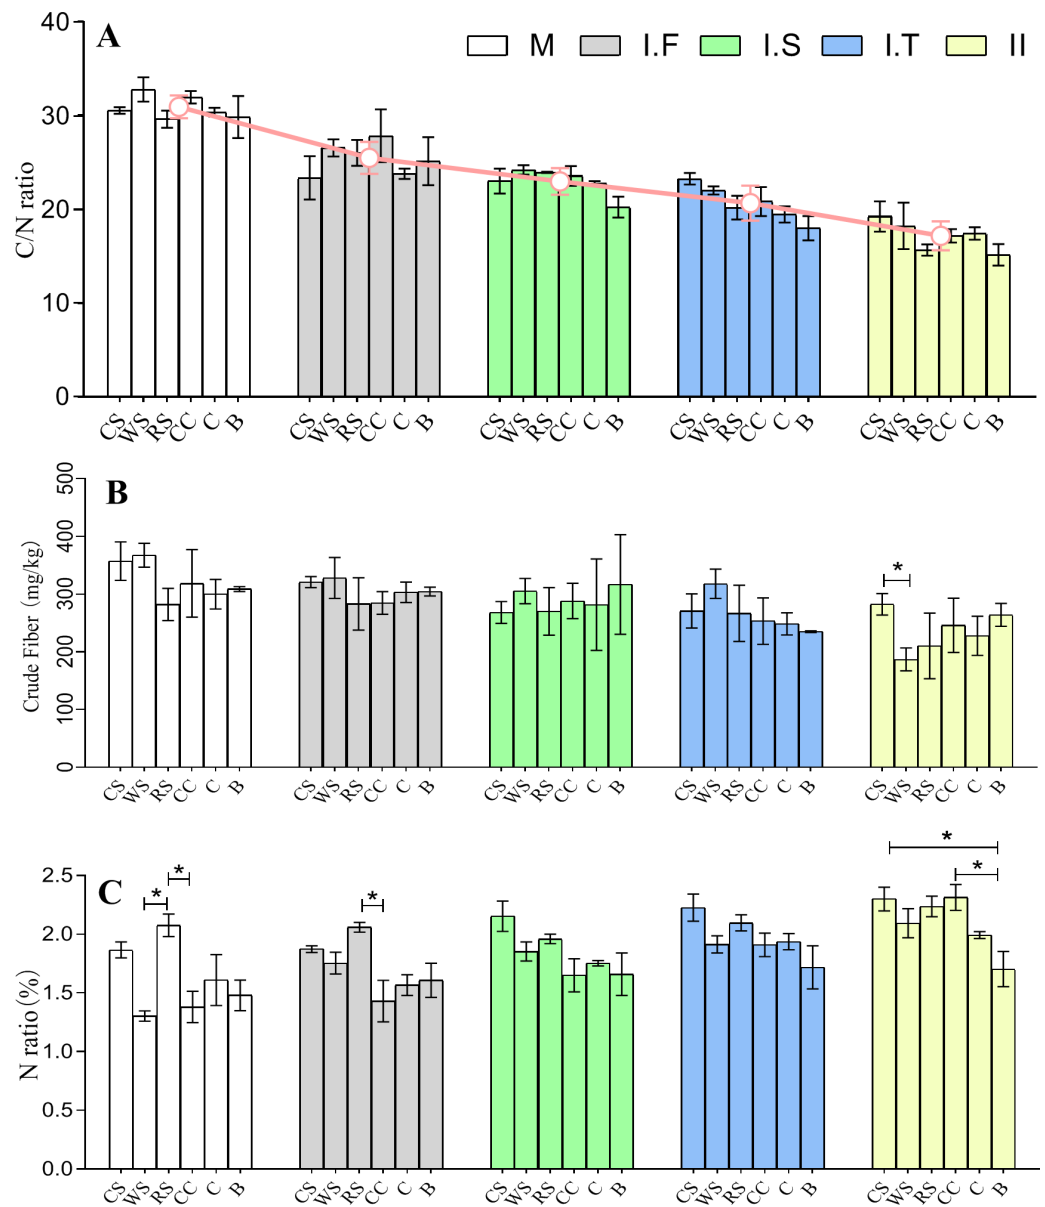 A
M I.F I.S I.T II
C/N ratio
40
30
20
10
0
CS WS RS CC C B CS WS RS CC C B CS WS RS CC C B CS WS RS CC C B CS WS RS CC C B
B
Crude Fiber (mg/kg)
500
400
300
200
100
0
*
CS WS RS CC C B CS WS RS CC C B CS WS RS CC C B CS WS RS CC C B CS WS RS CC C B
C
N ratio(%)
2.5
2.0
1.5
1.0
0.5
0.0
* * * * *
CS WS RS CC C B CS WS RS CC C B CS WS RS CC C B CS WS RS CC C B CS WS RS CC C B